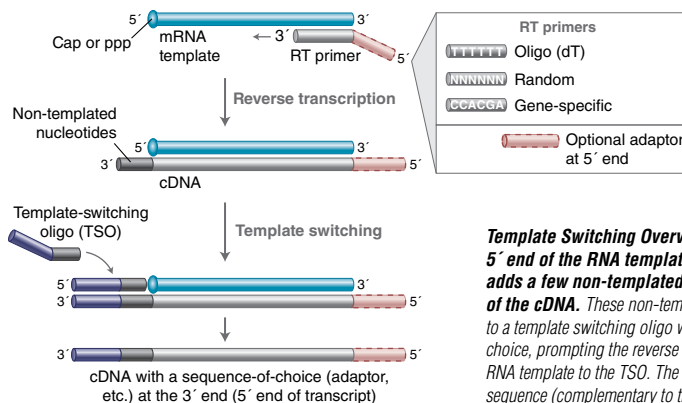 5´
3´
Cap or ppp
mRNA
template
3´
RT primer
5´
RT primers
TTTTTT Oligo (dT)
NNNNNN Random
CCACGA Gene-specific
Optional adaptor
at 5´ end
Reverse transcription
Non-templated
nucleotides
5´
3´
3´
5´
cDNA
Template-switching
oligo (TSO)
Template switching
5´
3´
3´
5´
3´
5´
cDNA with a sequence-of-choice (adaptor,
etc.) at the 3´ end (5´ end of transcript)
Template Switching
5´ end of the RNA
adds a few non-templated
of the cDNA. These
to a template switching oligo
choice, prompting the reverse
RNA template to the TSO. The
sequence (complementary to